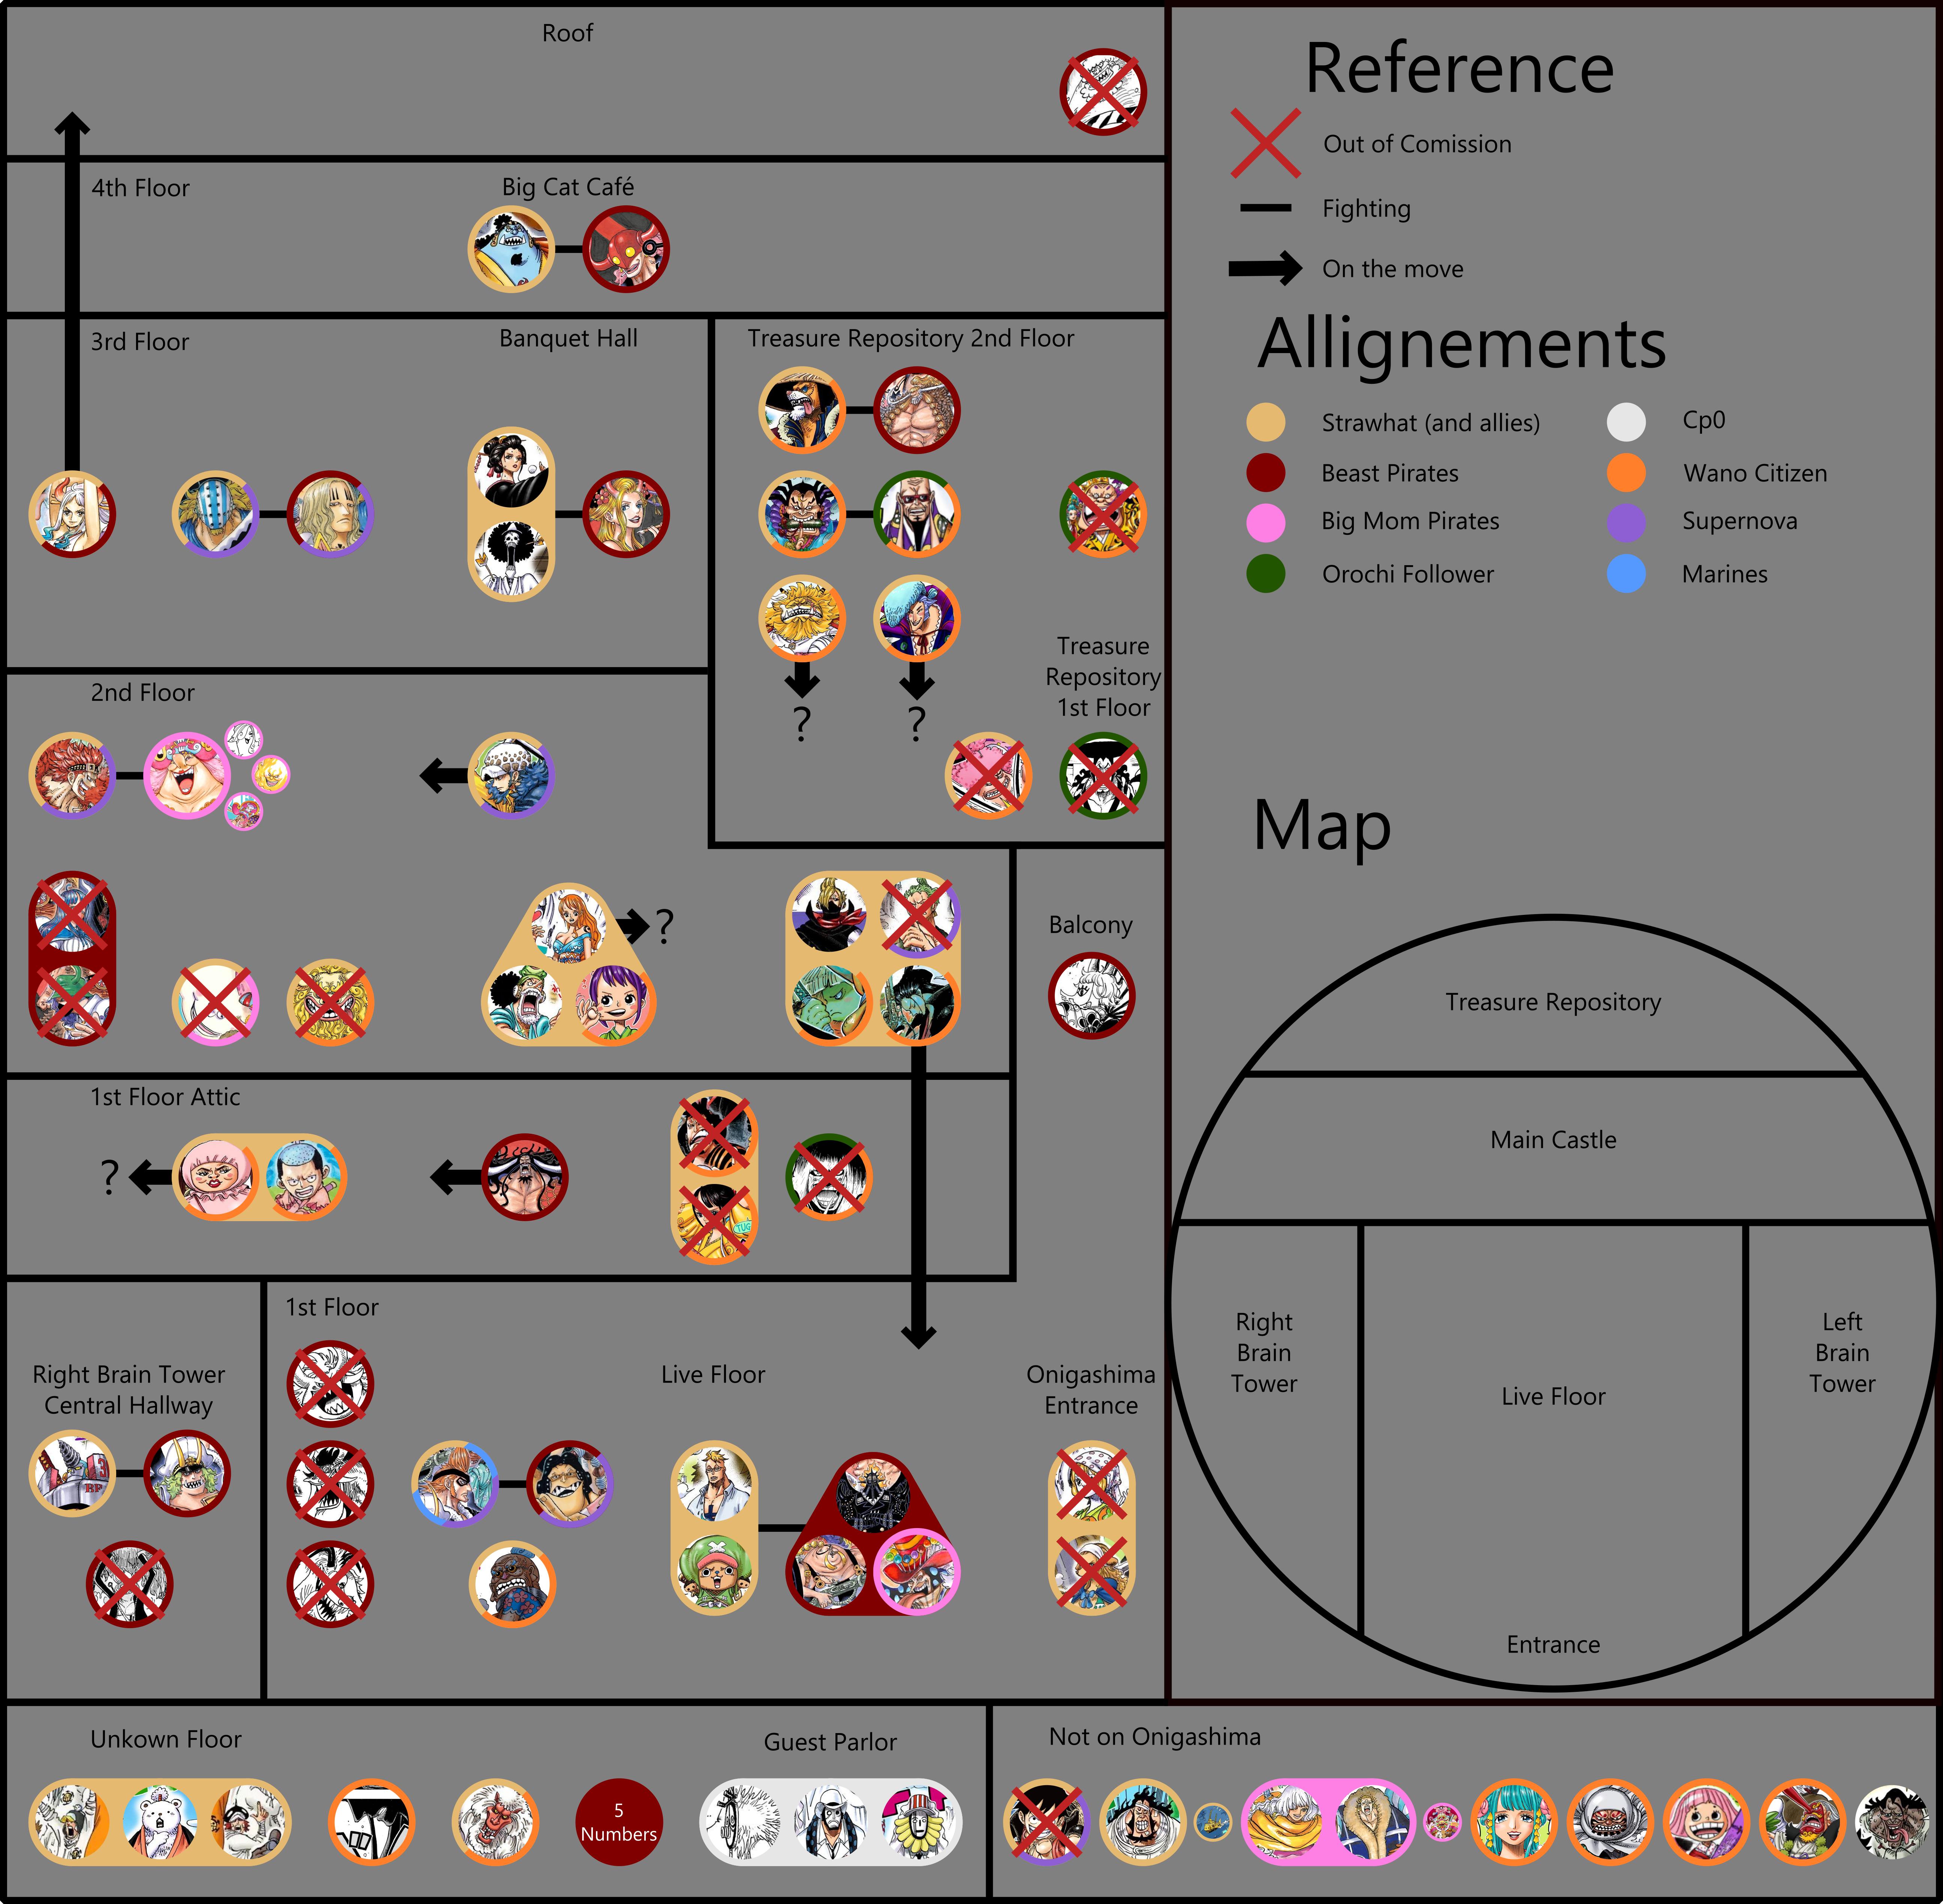 Roof
4th Floor
Big Cat Café
3rd Floor
Banquet Hall
Treasure Repository 2nd Floor
Treasure
Repository
1st Floor
?
?
2nd Floor
?
Balcony
1st Floor Attic
?
TUG
1st Floor
Right Brain Tower
Central Hallway
Live Floor
Onigashima
Entrance
BF
Unkown Floor
5
Numbers
Guest Parlor
Not on Onigashima
Reference
Out of Comission
Fighting
On the move
Allignements
Strawhat (and allies)
Beast Pirates
Big Mom Pirates
Orochi Follower
Cp0
Wano Citizen
Supernova
Marines
Map
Treasure Repository
Main Castle
Right
Brain
Tower
Live Floor
Left
Brain
Tower
Entrance